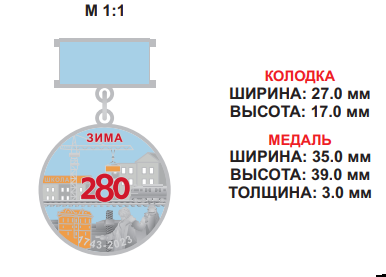 М 1:1
ЗИМА
280
1743-2023
КОЛОДКА
ШИРИНА: 27.0 мм
ВЫСОТА: 17.0 мм
МЕДАЛЬ
ШИРИНА: 35.0 мм
ВЫСОТА: 39.0 мм
ТОЛЩИНА: 3.0 мм